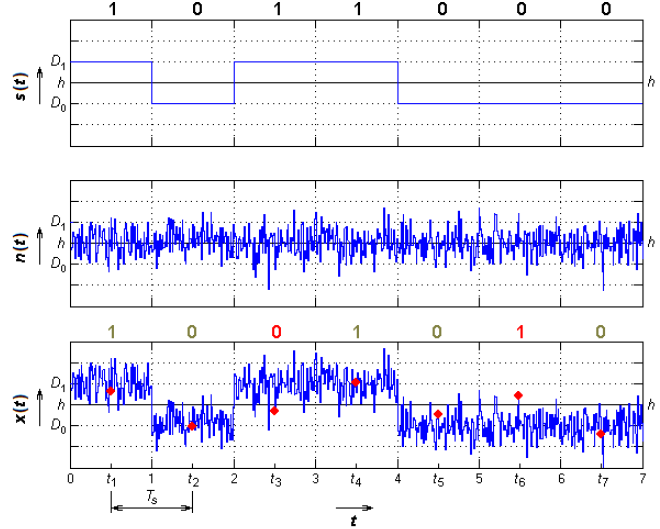 1 0 1 1 0 0 0
D₁
h h
D₀
s(t)
D₁
h h
D₀
n(t)
1 0 0 1 0 1 0
D₁
h h
D₀
x(t)
0 t₁ 1 t₂ 2 t₃ 3 t₄ 4 t₅ 5 t₆ 6 t₇ 7
Tₛ t